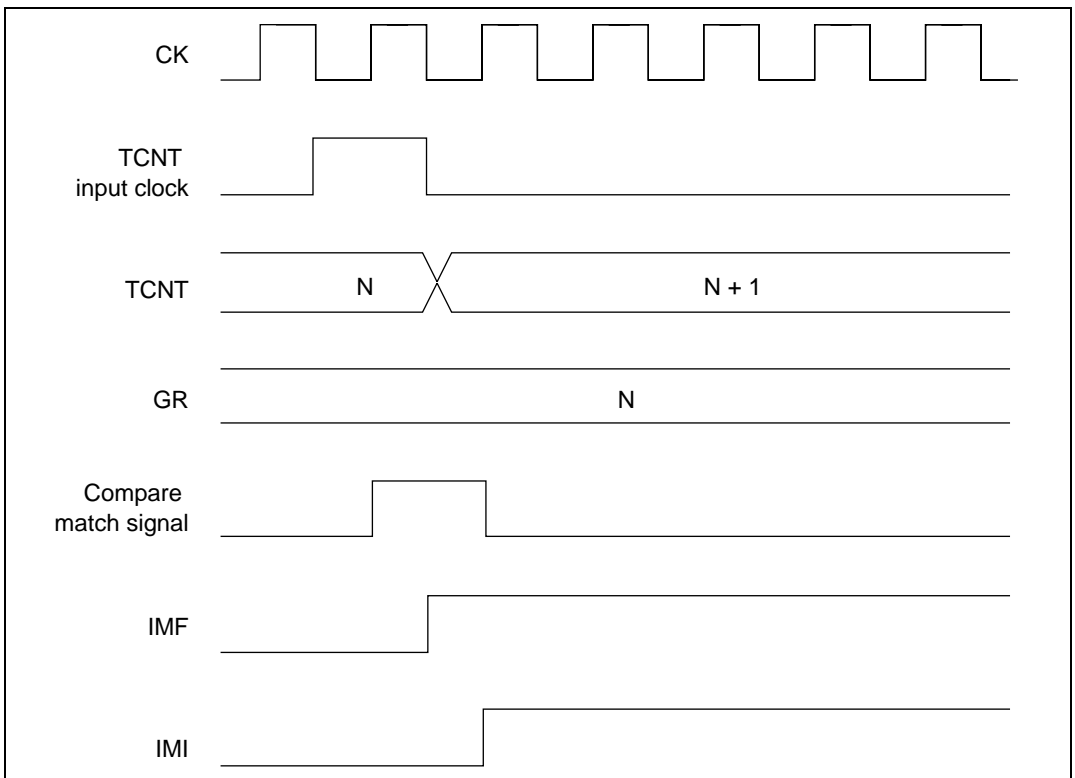 CK
TCNT
input clock
TCNT
N
N + 1
GR
N
Compare
match signal
IMF
IMI